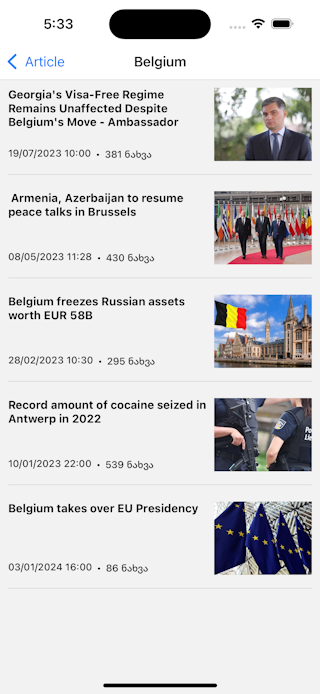 5:33
Article
Belgium
Georgia's Visa-Free Regime
Remains Unaffected Despite
Belgium's Move - Ambassador
19/07/2023 10:00 • 381 ნახვა
Armenia, Azerbaijan to resume
peace talks in Brussels
08/05/2023 11:28 • 430 ნახვა
Belgium freezes Russian assets
worth EUR 58B
28/02/2023 10:30 • 295 ნახვა
Record amount of cocaine seized in
Antwerp in 2022
10/01/2023 22:00 • 539 ნახვა
Belgium takes over EU Presidency
03/01/2024 16:00 • 86 ნახვა